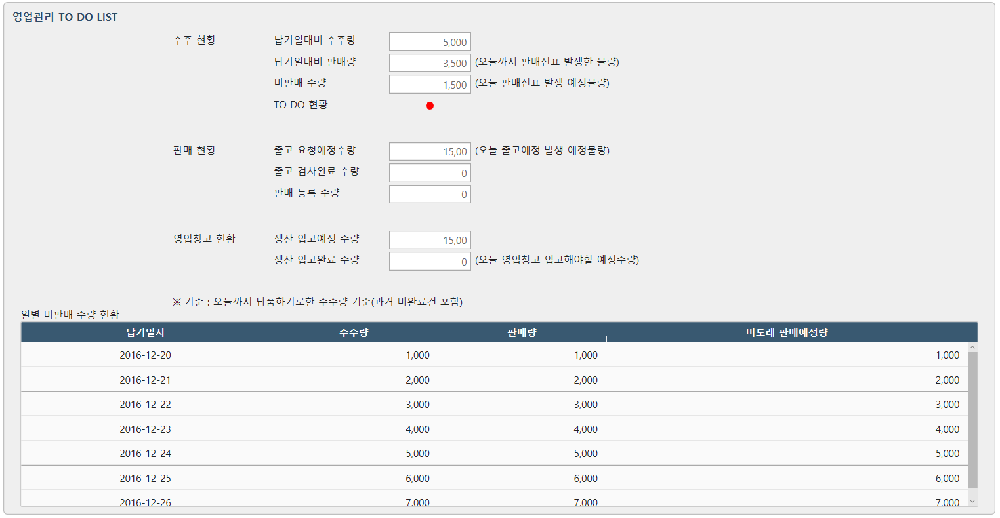 영업관리 TO DO LIST
수주 현황 납기일대비 수주량 5,000
납기일대비 판매량 3,500 (오늘까지 판매전표 발생한 물량)
미판매 수량 1,500 (오늘 판매전표 발생 예정물량)
TO DO 현황
판매 현황 출고 요청예정수량 15,00 (오늘 출고예정 발생 예정물량)
출고 검사완료 수량 0
판매 등록 수량 0
영업창고 현황 생산 입고예정 수량 15,00
생산 입고완료 수량 0 (오늘 영업창고 입고해야할 예정수량)
※ 기준 : 오늘까지 납품하기로한 수주량 기준(과거 미완료건 포함)
일별 미판매 수량 현황
납기일자 수주량 판매량 미도래 판매예정량
2016-12-20 1,000 1,000 1,000
2016-12-21 2,000 2,000 2,000
2016-12-22 3,000 3,000 3,000
2016-12-23 4,000 4,000 4,000
2016-12-24 5,000 5,000 5,000
2016-12-25 6,000 6,000 6,000
2016-12-26 7,000 7,000 7,000